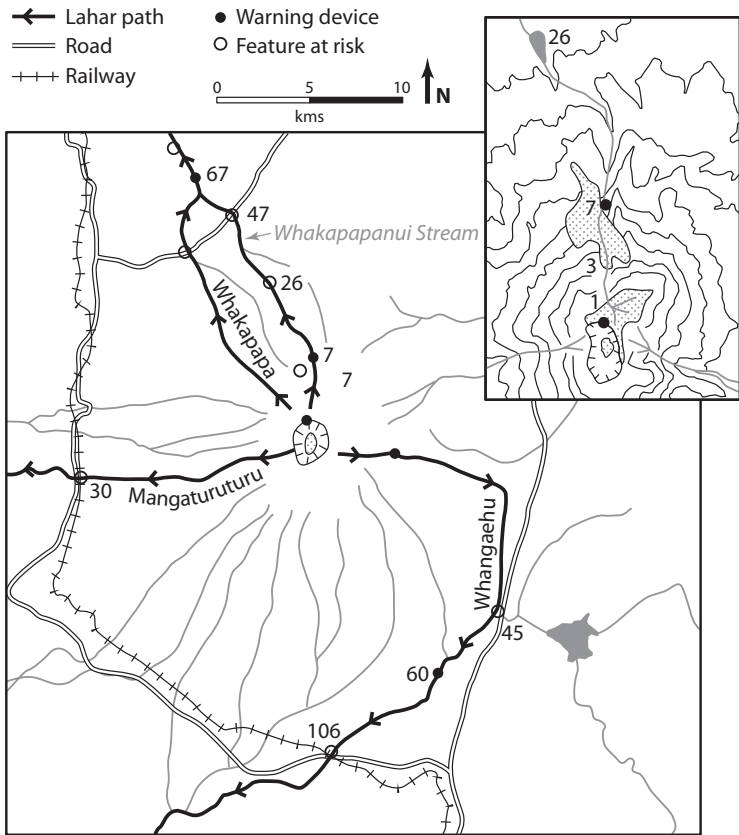 Lahar path
Road
Railway
Warning device
Feature at risk
0 5 10
kms
N
26
7
3
1
67
47
Whakapapanui Stream
26
Whakapapa
7
7
30
Mangaturuturu
Whangaehu
45
60
106